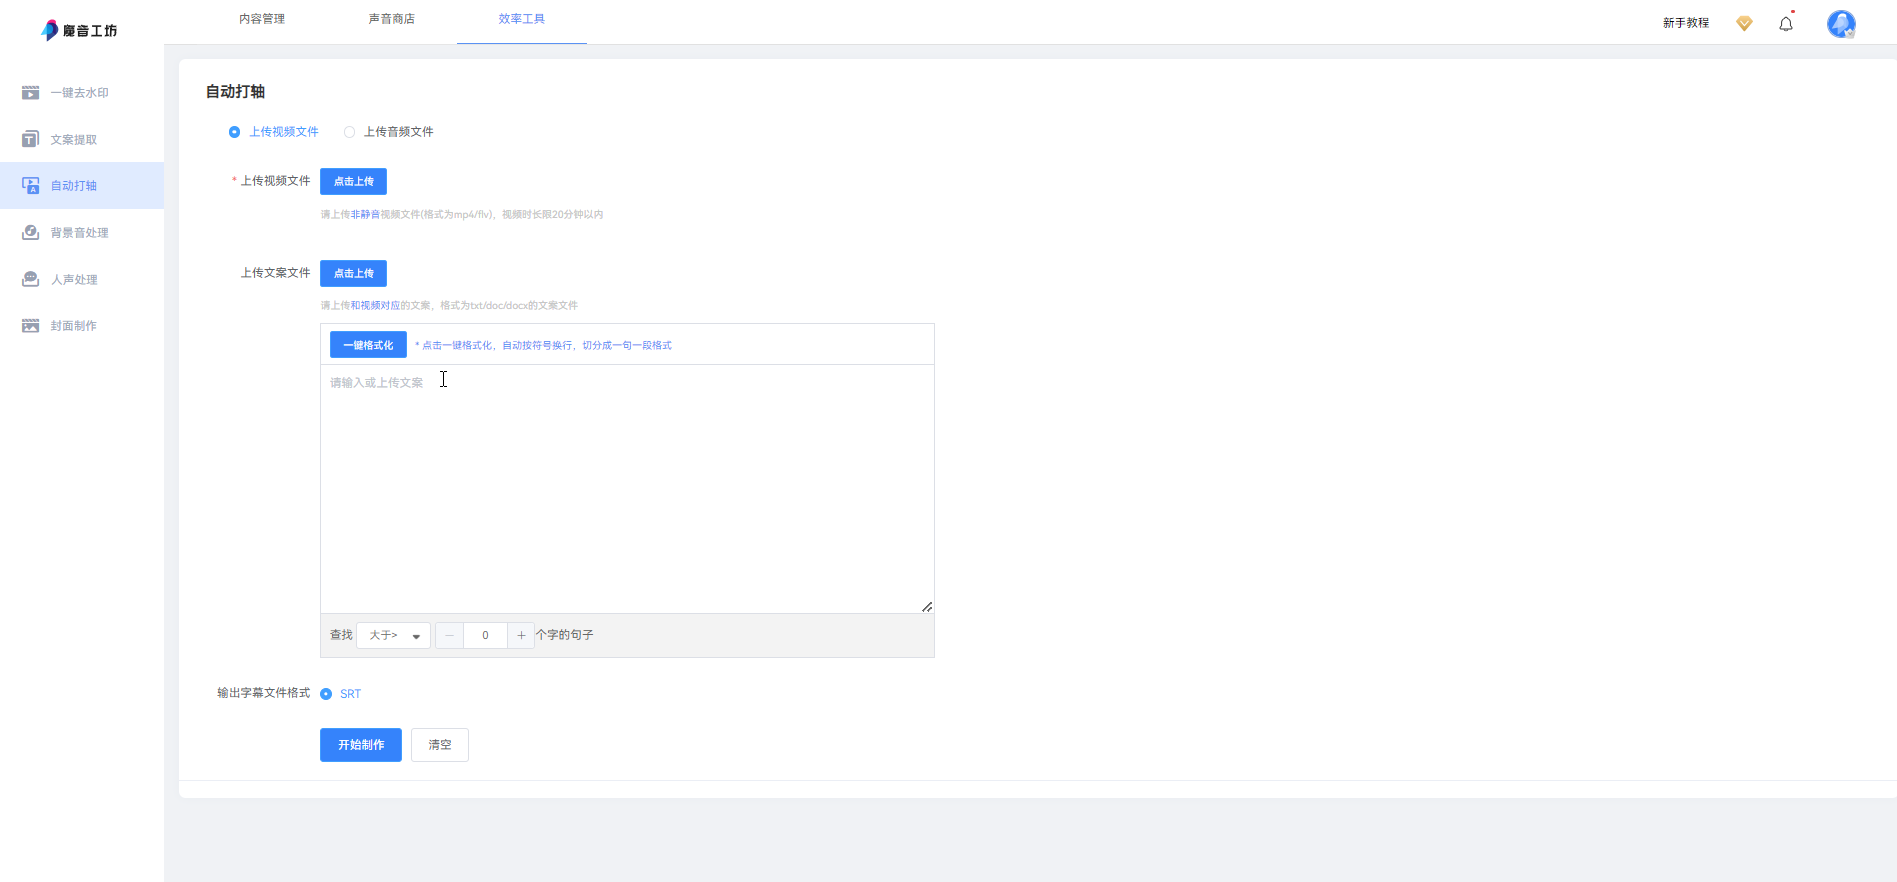 魔音工坊
内容管理 声音商店 效率工具 新手教程
一键去水印
文案提取
自动打轴
背景音处理
人声处理
封面制作
自动打轴
上传视频文件 上传音频文件
* 上传视频文件 点击上传
请上传非静音视频文件(格式为mp4/flv)，视频时长限20分钟以内
上传文案文件 点击上传
请上传和视频对应的文案，格式为txt/doc/docx的文案文件
一键格式化 * 点击一键格式化，自动按符号换行，切分成一句一段格式
请输入或上传文案
查找 大于> − 0 + 个字的句子
输出字幕文件格式 SRT
开始制作 清空